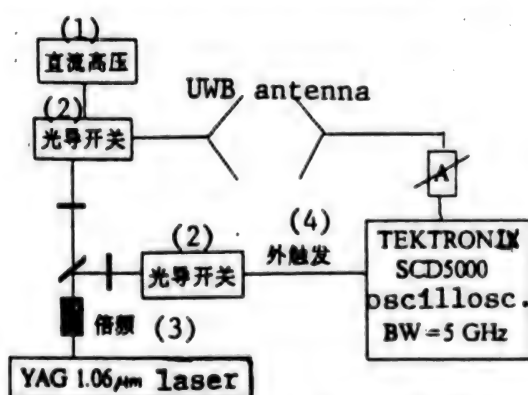 (1)
直流高压
(2)
光导开关
UWB antenna
A
(2)
光导开关
(4)
外触发
TEKTRONIX
SCD5000
oscillosc.
BW=5 GHz
倍频 (3)
YAG 1.06μm laser